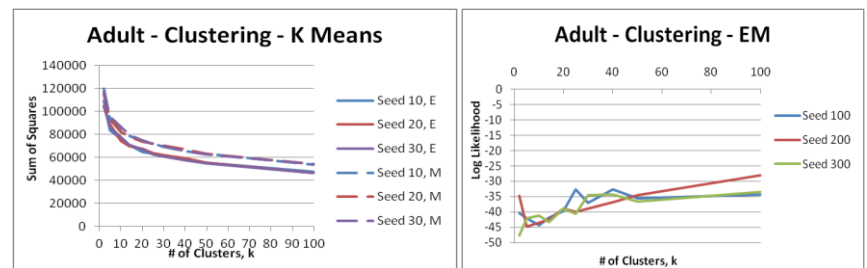 Adult - Clustering - K Means
140000
120000
100000
80000
60000
40000
20000
0
Sum of Squares
0 10 20 30 40 50 60 70 80 90 100
# of Clusters, k
Seed 10, E
Seed 20, E
Seed 30, E
Seed 10, M
Seed 20, M
Seed 30, M
Adult - Clustering - EM
0 20 40 60 80 100
0
-5
-10
-15
-20
-25
-30
-35
-40
-45
-50
Log Likelihood
# of Clusters, k
Seed 100
Seed 200
Seed 300